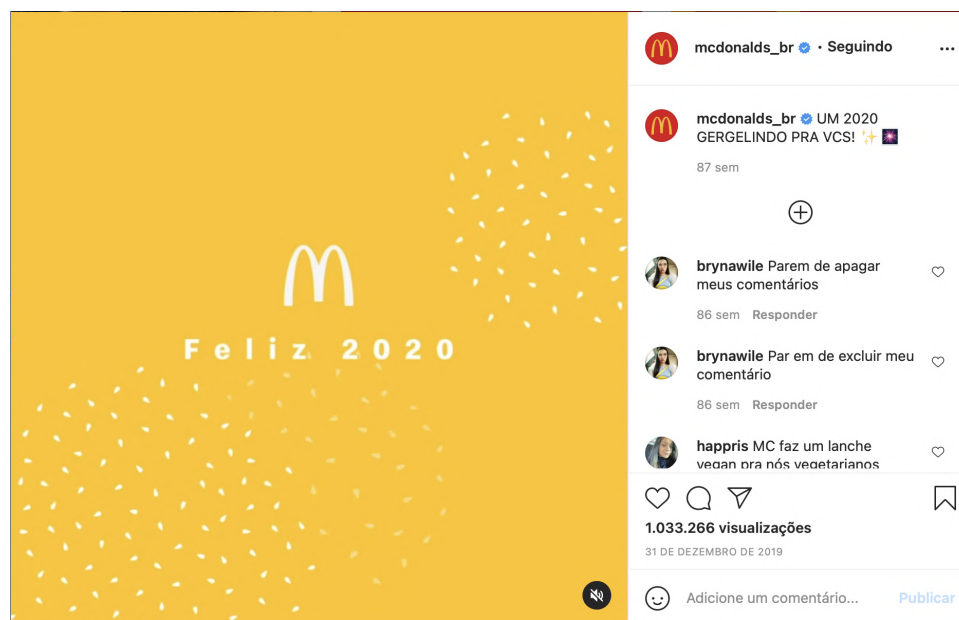 Feliz 2020
mcdonalds_br • Seguindo
mcdonalds_br UM 2020
GERGELINDO PRA VCS! ✨ 🎆
87 sem
brynawile Parem de apagar
meus comentários
86 sem Responder
brynawile Par em de excluir meu
comentário
86 sem Responder
happris MC faz um lanche
vegan pra nós vegetarianos
1.033.266 visualizações
31 DE DEZEMBRO DE 2019
Adicione um comentário... Publicar